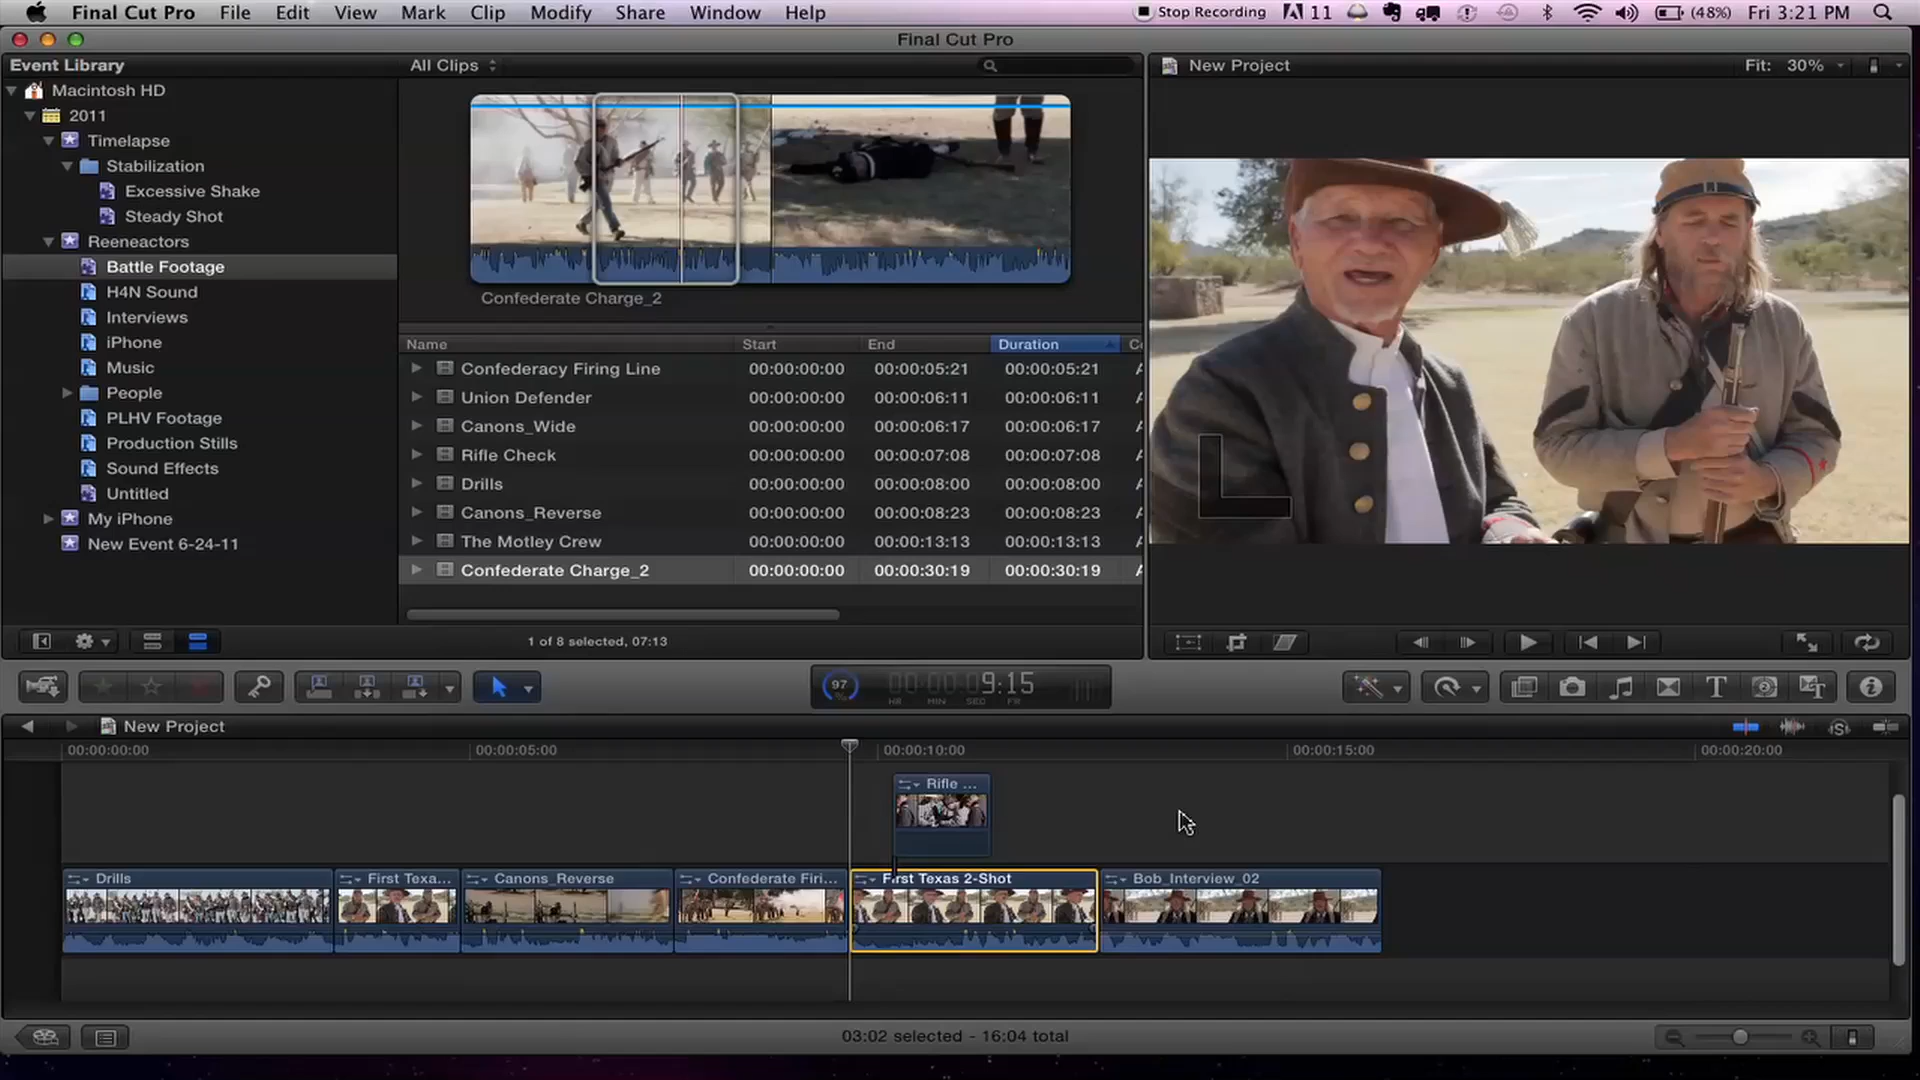 Final Cut Pro File Edit View Mark Clip Modify Share Window Help Stop Recording 11 (48%) Fri 3:21 PM
Final Cut Pro
Event Library
All Clips
New Project
Fit: 30%
Macintosh HD
2011
Timelapse
Stabilization
Excessive Shake
Steady Shot
Reeneactors
Battle Footage
H4N Sound
Interviews
iPhone
Music
People
PLHV Footage
Production Stills
Sound Effects
Untitled
My iPhone
New Event 6-24-11
Confederate Charge_2
Name Start End Duration
Confederacy Firing Line 00:00:00:00 00:00:05:21 00:00:05:21
Union Defender 00:00:00:00 00:00:06:11 00:00:06:11
Canons_Wide 00:00:00:00 00:00:06:17 00:00:06:17
Rifle Check 00:00:00:00 00:00:07:08 00:00:07:08
Drills 00:00:00:00 00:00:08:00 00:00:08:00
Canons_Reverse 00:00:00:00 00:00:08:23 00:00:08:23
The Motley Crew 00:00:00:00 00:00:13:13 00:00:13:13
Confederate Charge_2 00:00:00:00 00:00:30:19 00:00:30:19
1 of 8 selected, 07:13
97 % 00:00:09:15
HR MIN SEC FR
New Project
00:00:00:00 00:00:05:00 00:00:10:00 00:00:15:00 00:00:20:00
Rifle ...
Drills First Texa... Canons_Reverse Confederate Firi... First Texas 2-Shot Bob_Interview_02
03:02 selected - 16:04 total